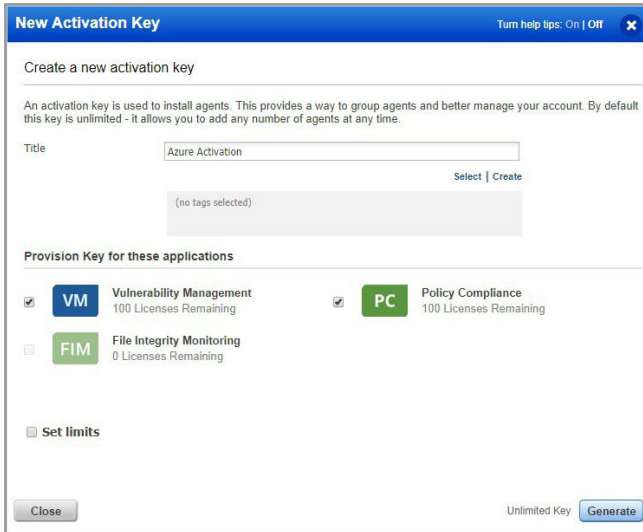 New Activation Key
Turn help tips: On | Off
Create a new activation key
An activation key is used to install agents. This provides a way to group agents and better manage your account. By default
this key is unlimited - it allows you to add any number of agents at any time.
Title
Azure Activation
Select | Create
(no tags selected)
Provision Key for these applications
VM
Vulnerability Management
100 Licenses Remaining
PC
Policy Compliance
100 Licenses Remaining
FIM
File Integrity Monitoring
0 Licenses Remaining
Set limits
Close
Unlimited Key
Generate